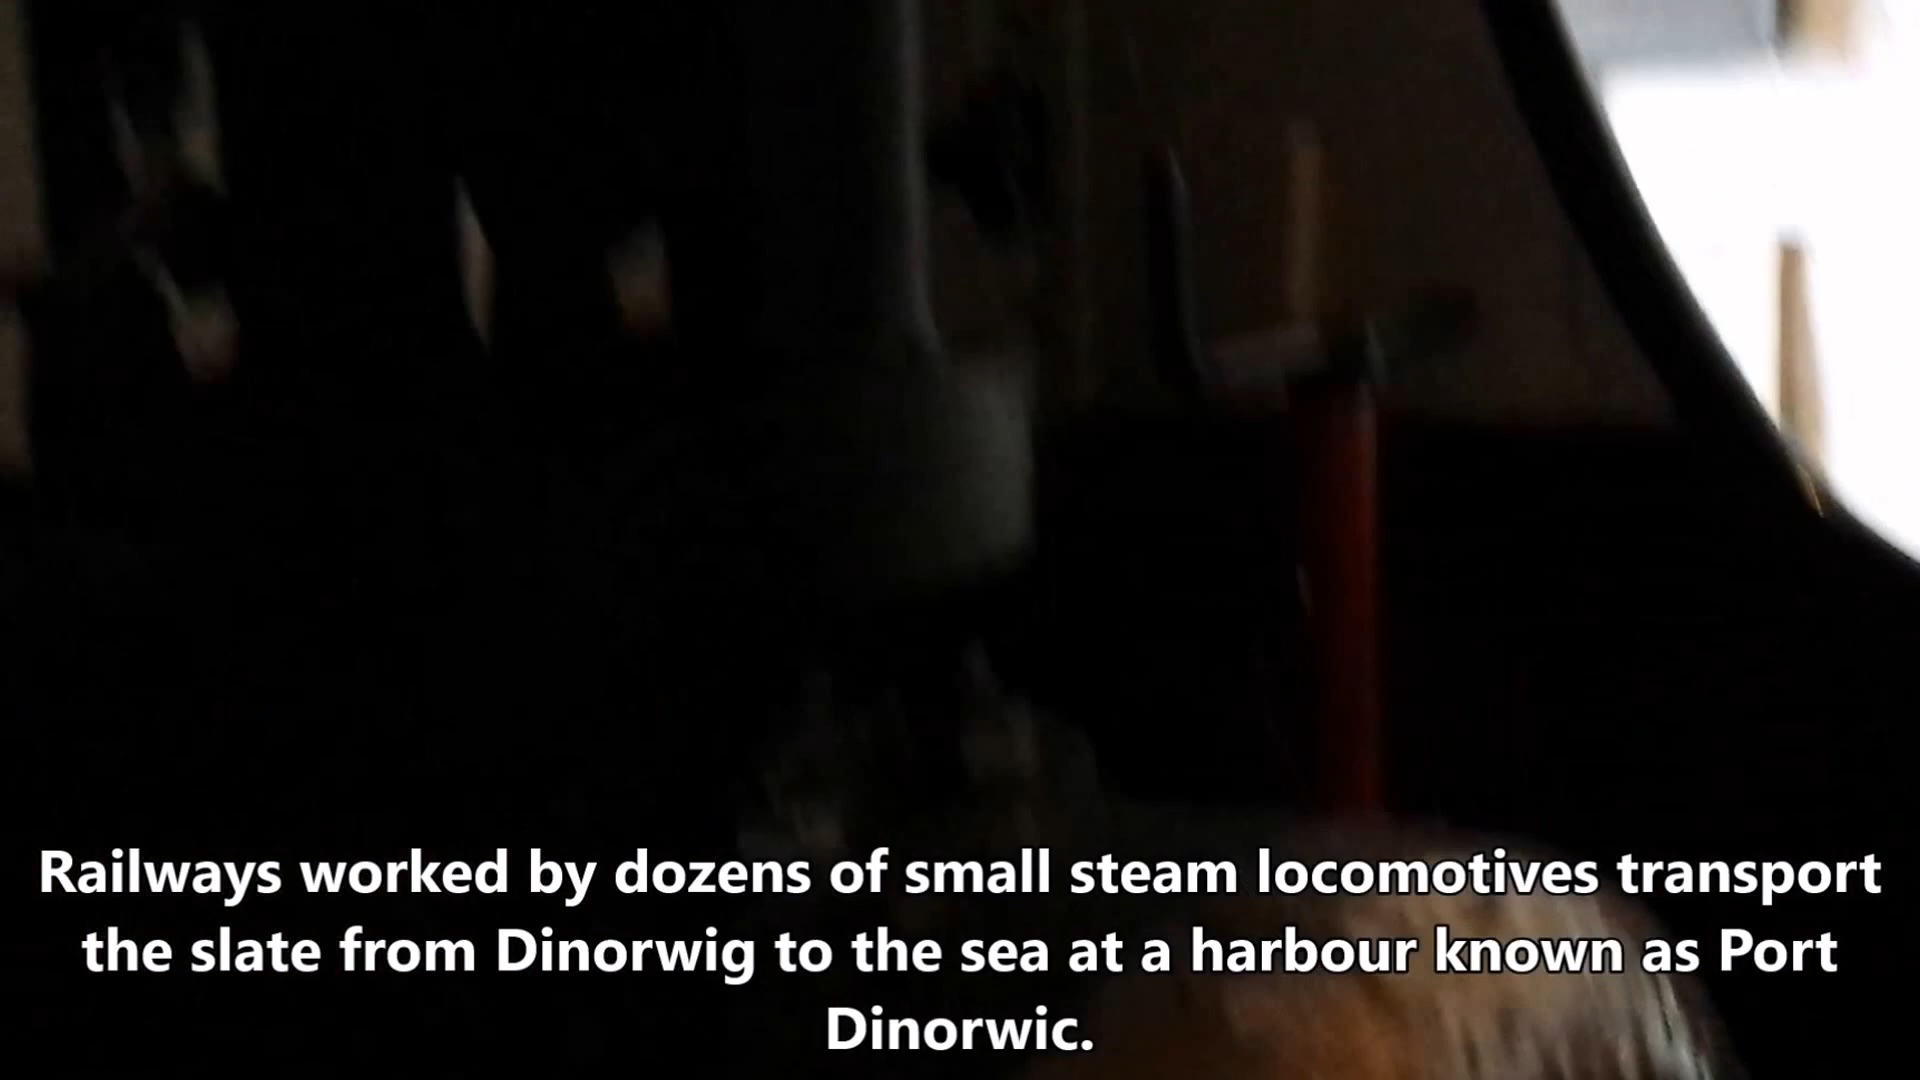 Railways worked by dozens of small steam locomotives transport
the slate from Dinorwig to the sea at a harbour known as Port
Dinorwic.